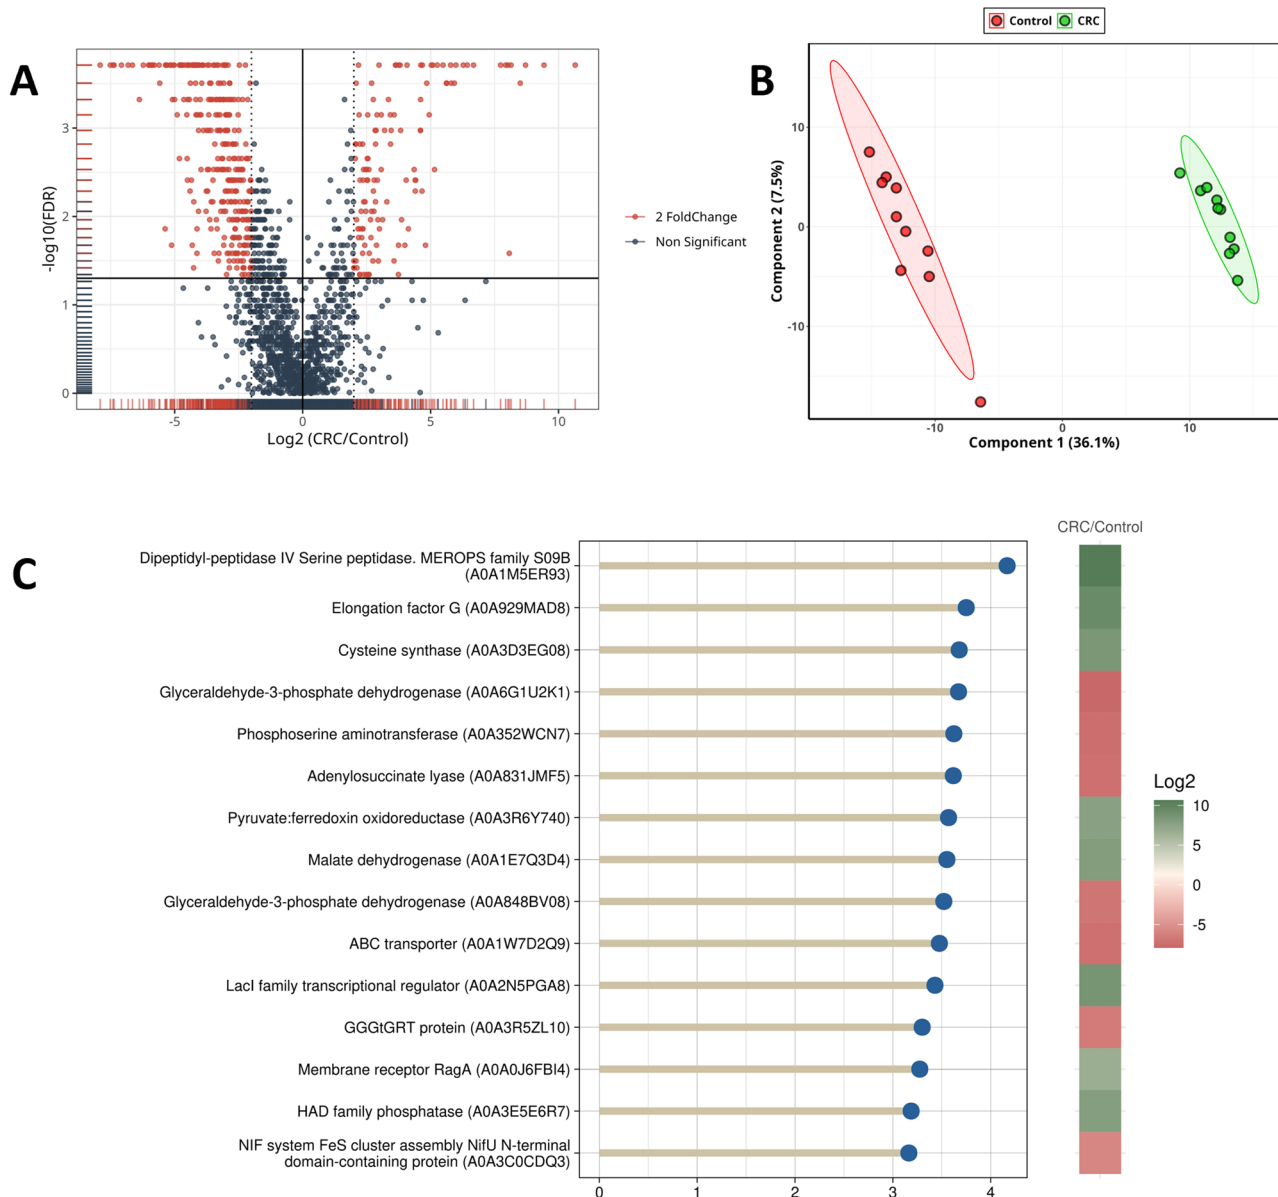 Control CRC
A
3
2
1
0
-log10(FDR)
-5 0 5 10
Log2 (CRC/Control)
2 FoldChange
Non Significant
B
10
0
-10
Component 2 (7.5%)
-10 0 10
Component 1 (36.1%)
C
CRC/Control
Dipeptidyl-peptidase IV Serine peptidase. MEROPS family S09B
(A0A1M5ER93)
Elongation factor G (A0A929MAD8)
Cysteine synthase (A0A3D3EG08)
Glyceraldehyde-3-phosphate dehydrogenase (A0A6G1U2K1)
Phosphoserine aminotransferase (A0A352WCN7)
Adenylosuccinate lyase (A0A831JMF5)
Pyruvate:ferredoxin oxidoreductase (A0A3R6Y740)
Malate dehydrogenase (A0A1E7Q3D4)
Glyceraldehyde-3-phosphate dehydrogenase (A0A848BV08)
ABC transporter (A0A1W7D2Q9)
LacI family transcriptional regulator (A0A2N5PGA8)
GGGtGRT protein (A0A3R5ZL10)
Membrane receptor RagA (A0A0J6FBI4)
HAD family phosphatase (A0A3E5E6R7)
NIF system FeS cluster assembly NifU N-terminal
domain-containing protein (A0A3C0CDQ3)
0 1 2 3 4
Log2
10
5
0
-5